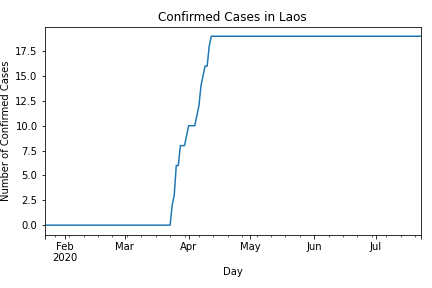 Confirmed Cases in Laos
17.5
15.0
12.5
10.0
7.5
5.0
2.5
0.0
Number of Confirmed Cases
Feb Mar Apr May Jun Jul
2020
Day